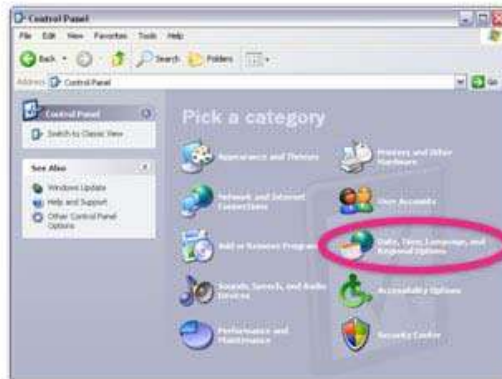 Control Panel
File Edit View Favorites Tools Help
Back Search Folders
Address Control Panel Go
Control Panel
Switch to Classic View
See Also
Windows Update
Help and Support
Other Control Panel
Options
Pick a category
Appearance and Themes
Printers and Other
Hardware
Network and Internet
Connections
User Accounts
Add or Remove Programs
Date, Time, Language, and
Regional Options
Sounds, Speech, and Audio
Devices
Accessibility Options
Performance and
Maintenance
Security Center